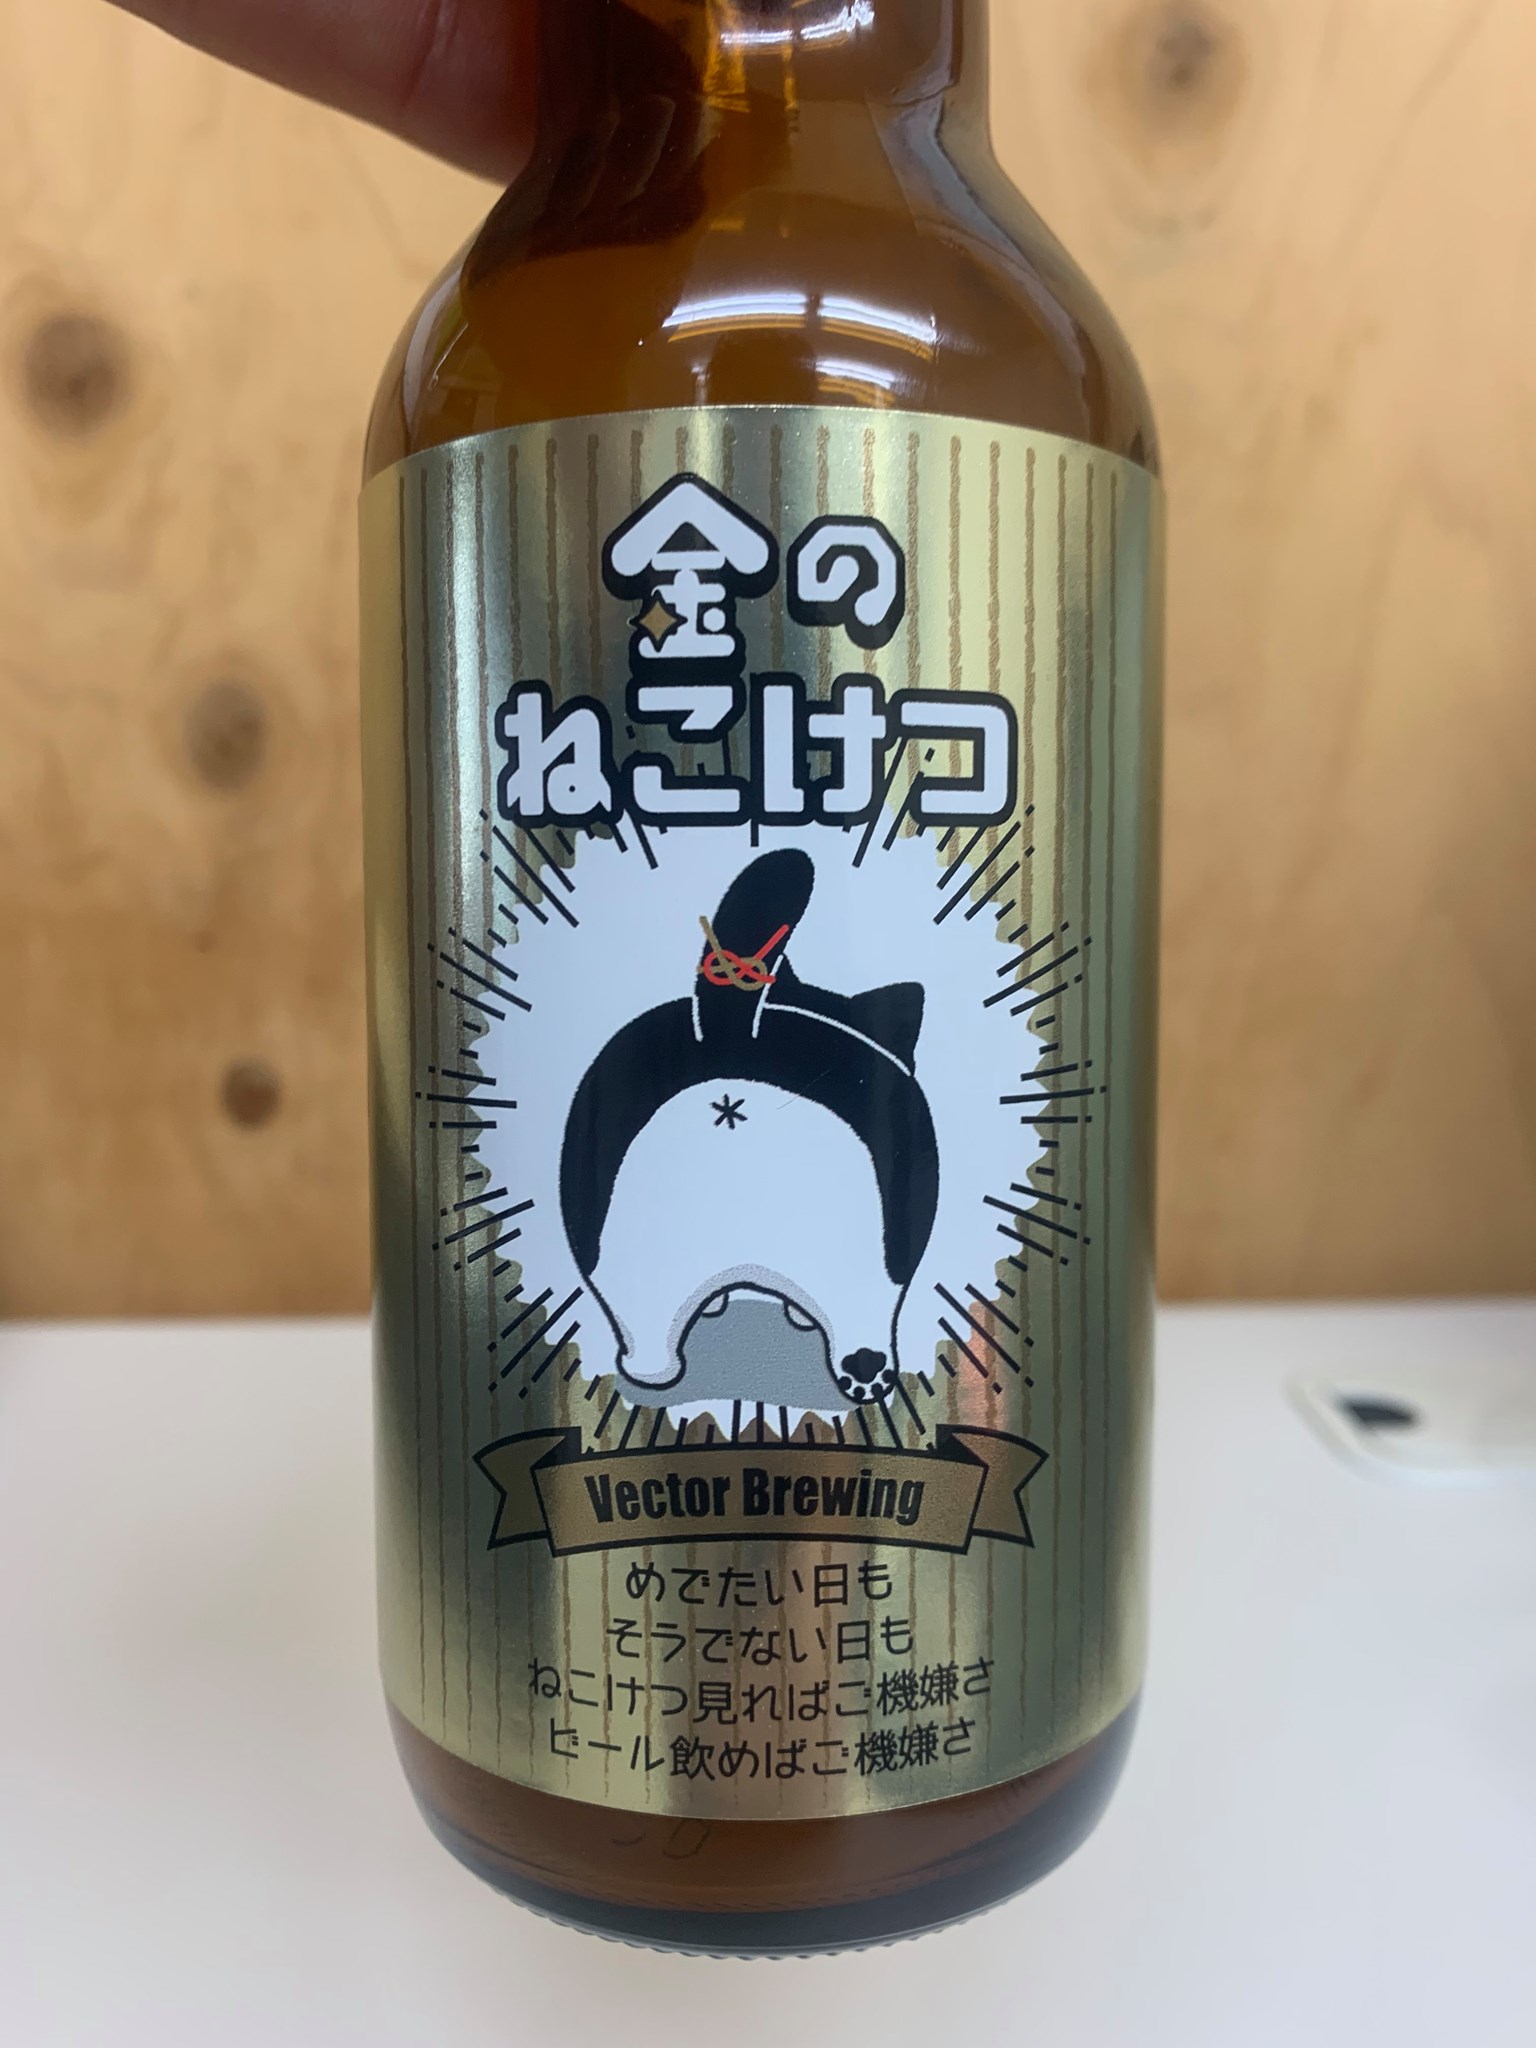 金の
ねこけつ
Vector Brewing
めでたい日も
そうでない日も
ねこけつ見ればご機嫌さ
ビール飲めばご機嫌さ